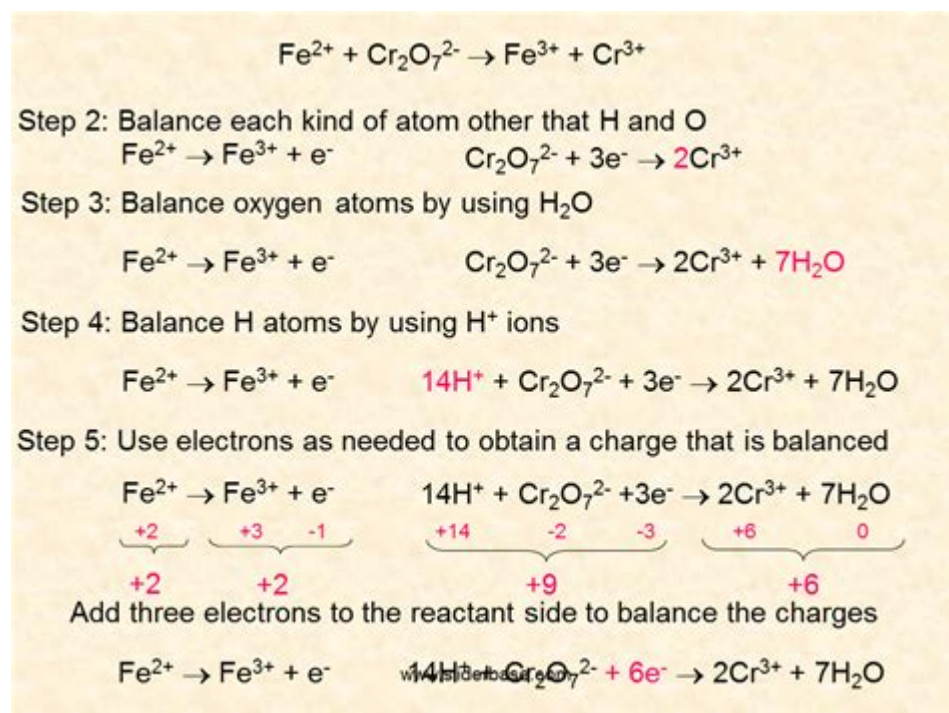 Fe²⁺ + Cr₂O₇²⁻ → Fe³⁺ + Cr³⁺
Step 2: Balance each kind of atom other that H and O
Fe²⁺ → Fe³⁺ + e⁻ Cr₂O₇²⁻ + 3e⁻ → 2Cr³⁺
Step 3: Balance oxygen atoms by using H₂O
Fe²⁺ → Fe³⁺ + e⁻ Cr₂O₇²⁻ + 3e⁻ → 2Cr³⁺ + 7H₂O
Step 4: Balance H atoms by using H⁺ ions
Fe²⁺ → Fe³⁺ + e⁻ 14H⁺ + Cr₂O₇²⁻ + 3e⁻ → 2Cr³⁺ + 7H₂O
Step 5: Use electrons as needed to obtain a charge that is balanced
Fe²⁺ → Fe³⁺ + e⁻ 14H⁺ + Cr₂O₇²⁻ +3e⁻ → 2Cr³⁺ + 7H₂O
+2 +3 -1 +14 -2 -3 +6 0
+2 +2 +9 +6
Add three electrons to the reactant side to balance the charges
Fe²⁺ → Fe³⁺ + e⁻ 14H⁺ + Cr₂O₇²⁻ + 6e⁻ → 2Cr³⁺ + 7H₂O